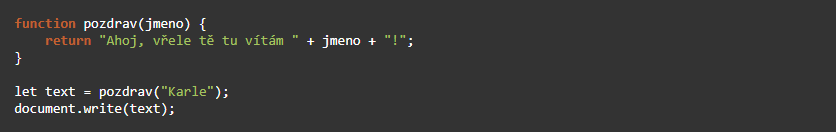 function pozdrav(jmeno) {
    return "Ahoj, vřele tě tu vítám " + jmeno + "!";
}

let text = pozdrav("Karle");
document.write(text);